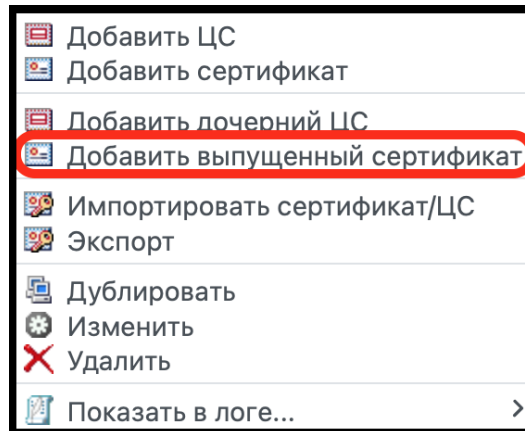 Добавить ЦС
Добавить сертификат
Добавить дочерний ЦС
Добавить выпущенный сертификат
Импортировать сертификат/ЦС
Экспорт
Дублировать
Изменить
Удалить
Показать в логе...